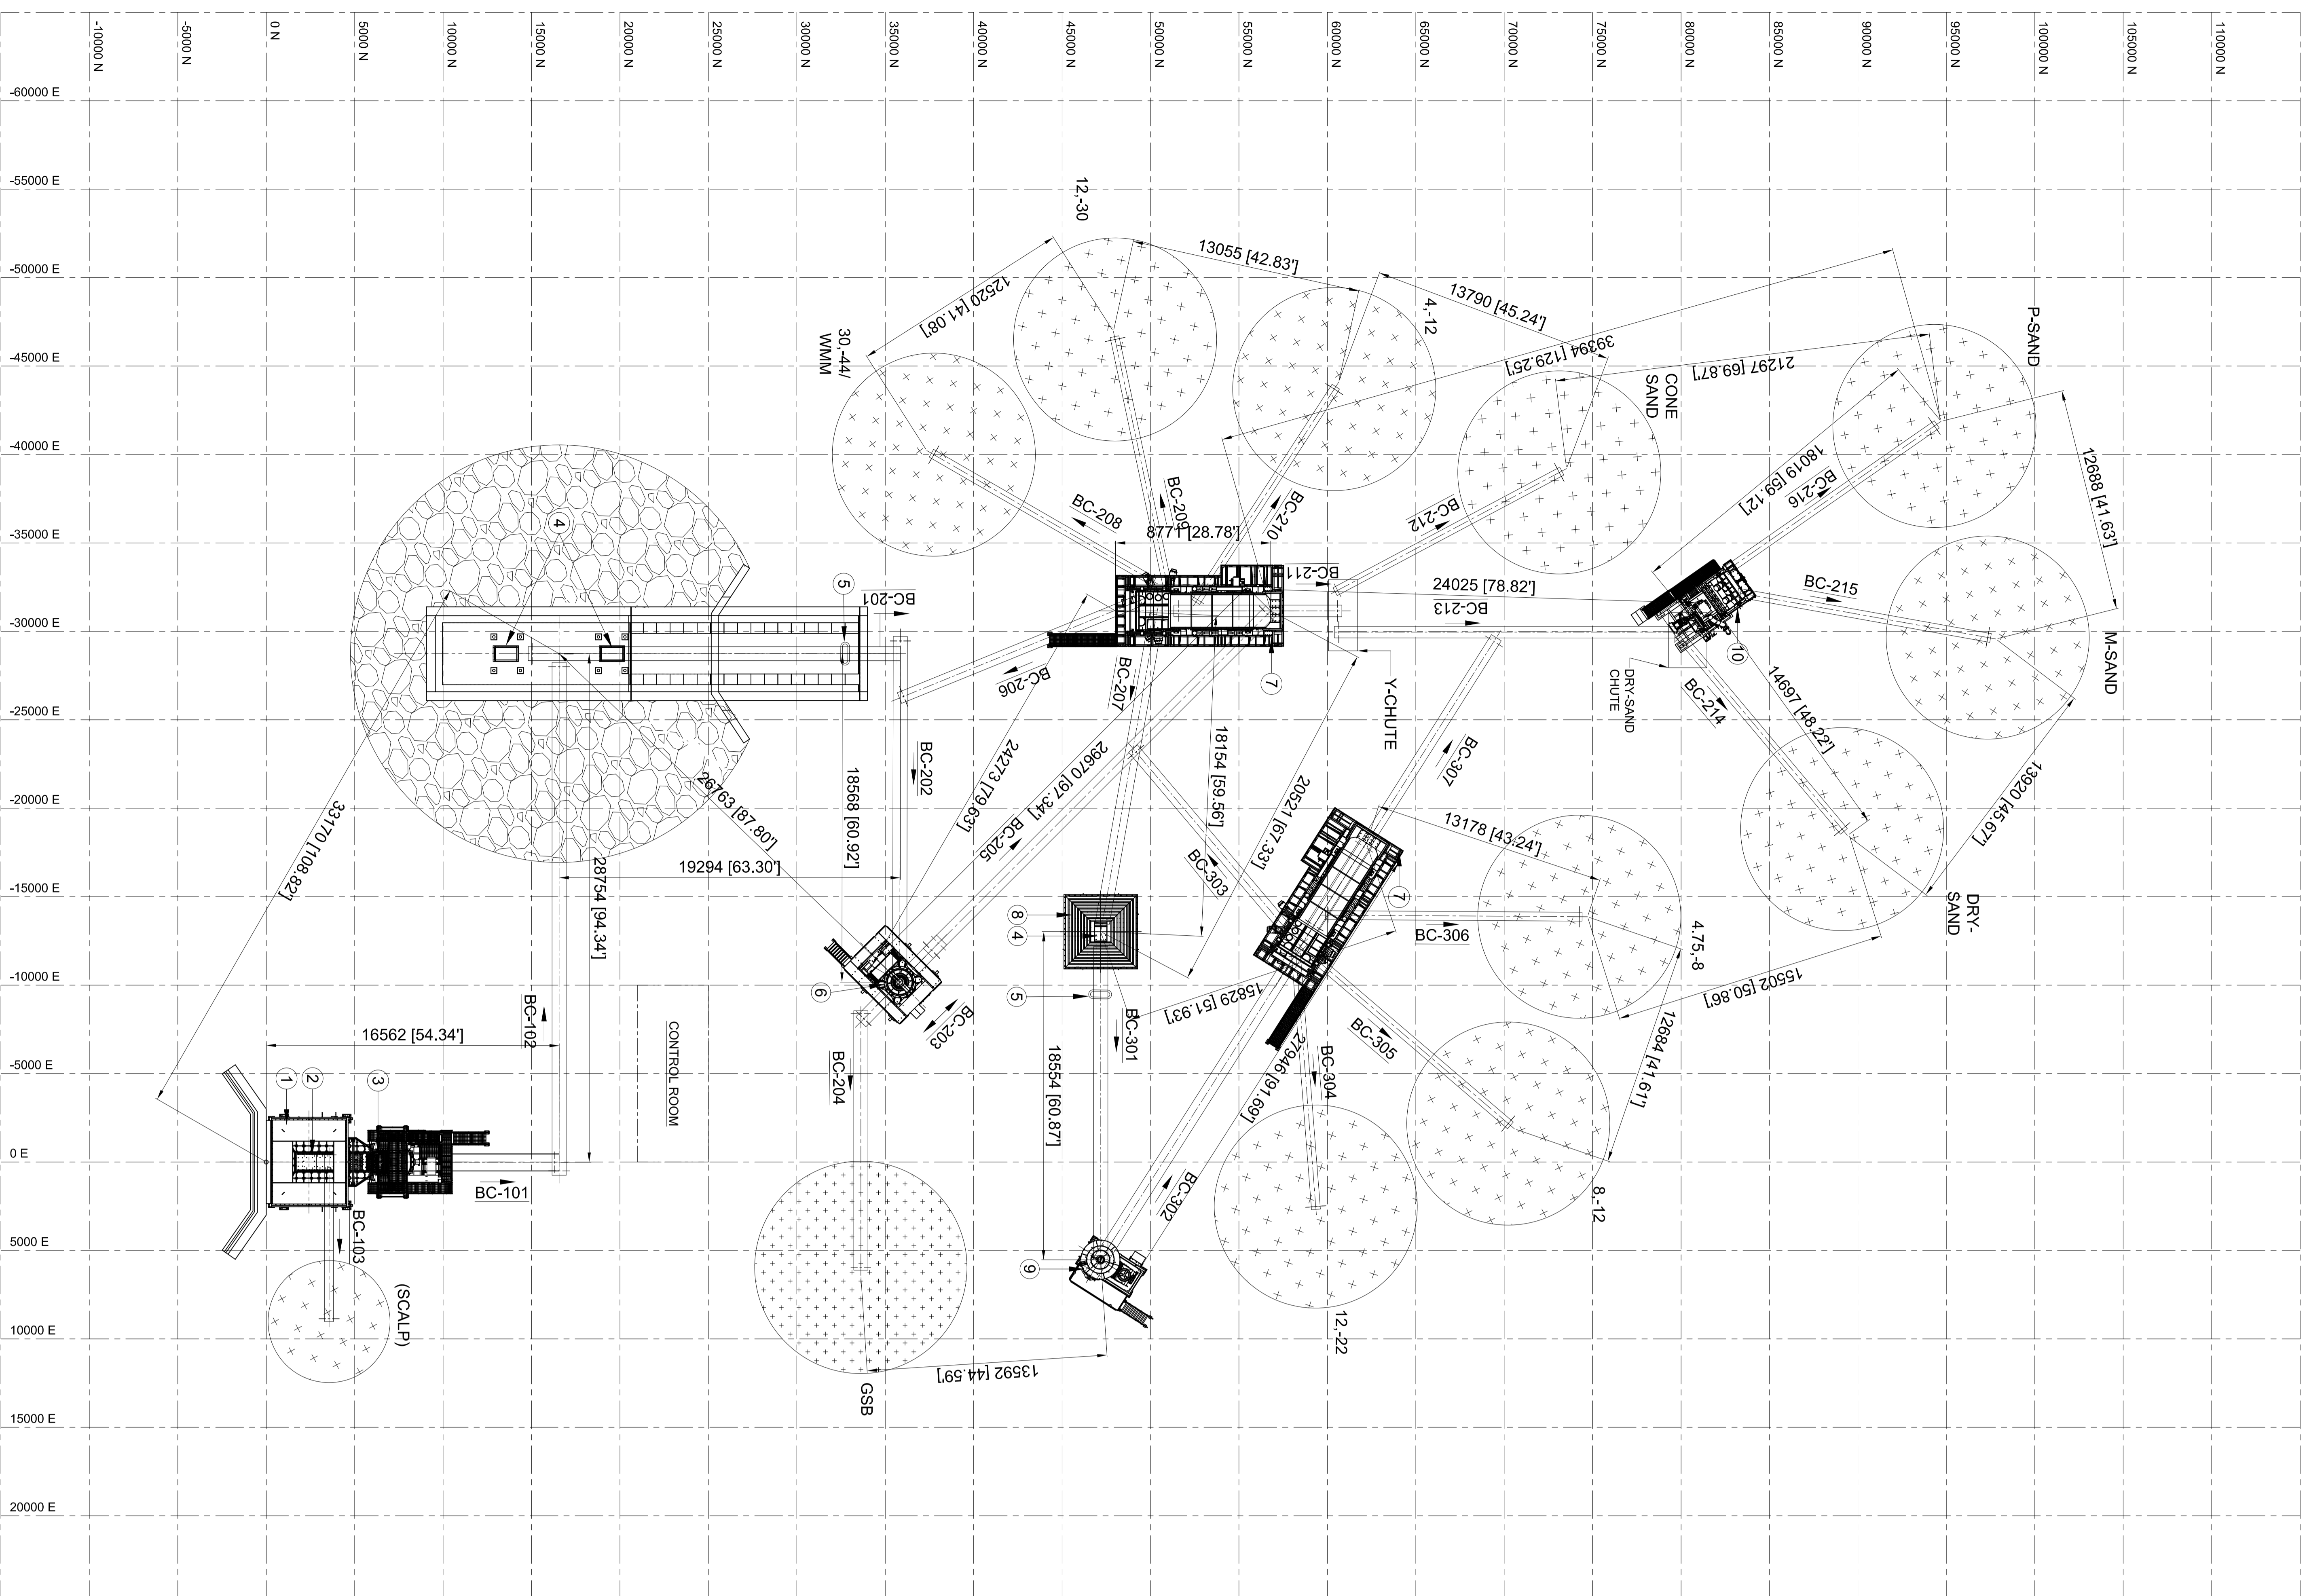 -10000 N
-5000 N
0 N
5000 N
10000 N
15000 N
20000 N
25000 N
30000 N
35000 N
40000 N
45000 N
50000 N
55000 N
60000 N
65000 N
70000 N
75000 N
80000 N
85000 N
90000 N
95000 N
100000 N
105000 N
110000 N
-60000 E
-55000 E
-50000 E
-45000 E
-40000 E
-35000 E
-30000 E
-25000 E
-20000 E
-15000 E
-10000 E
-5000 E
0 E
5000 E
10000 E
15000 E
20000 E
12,-30
13055 [42.83']
12520 [41.08']
30,-44/
WMM
4,-12
13790 [45.24']
39394 [129.25']
21297 [69.87']
CONE
SAND
P-SAND
12688 [41.63']
18019 [59.12']
BC-216
BC-215
M-SAND
BC-208
BC-209
BC-210
8771 [28.78']
BC-211
BC-212
24025 [78.82']
BC-213
10
DRY-SAND
CHUTE
BC-214
14697 [48.22']
13920 [45.67']
DRY-
SAND
4
5
BC-201
BC-206
BC-207
7
Y-CHUTE
BC-202
18568 [60.92']
24273 [79.63']
29670 [97.34']
BC-205
18154 [59.56']
20521 [67.33']
BC-303
BC-307
13178 [43.24']
7
BC-306
4.75,-8
15502 [50.86']
26763 [87.80']
19294 [63.30']
28754 [94.34']
33170 [108.82']
8
4
5
6
BC-203
BC-204
BC-301
15829 [51.93']
18554 [60.87']
27946 [91.69']
BC-304
BC-305
12684 [41.61']
8,-12
12,-22
BC-302
9
13592 [44.59']
GSB
CONTROL ROOM
BC-102
16562 [54.34']
1
2
3
BC-101
BC-103
(SCALP)